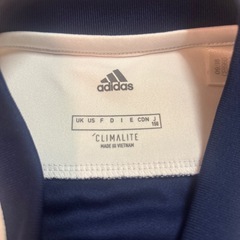 adidas
UK US F D I E CDN J
CLIMALITE
MADE IN VIETNAM